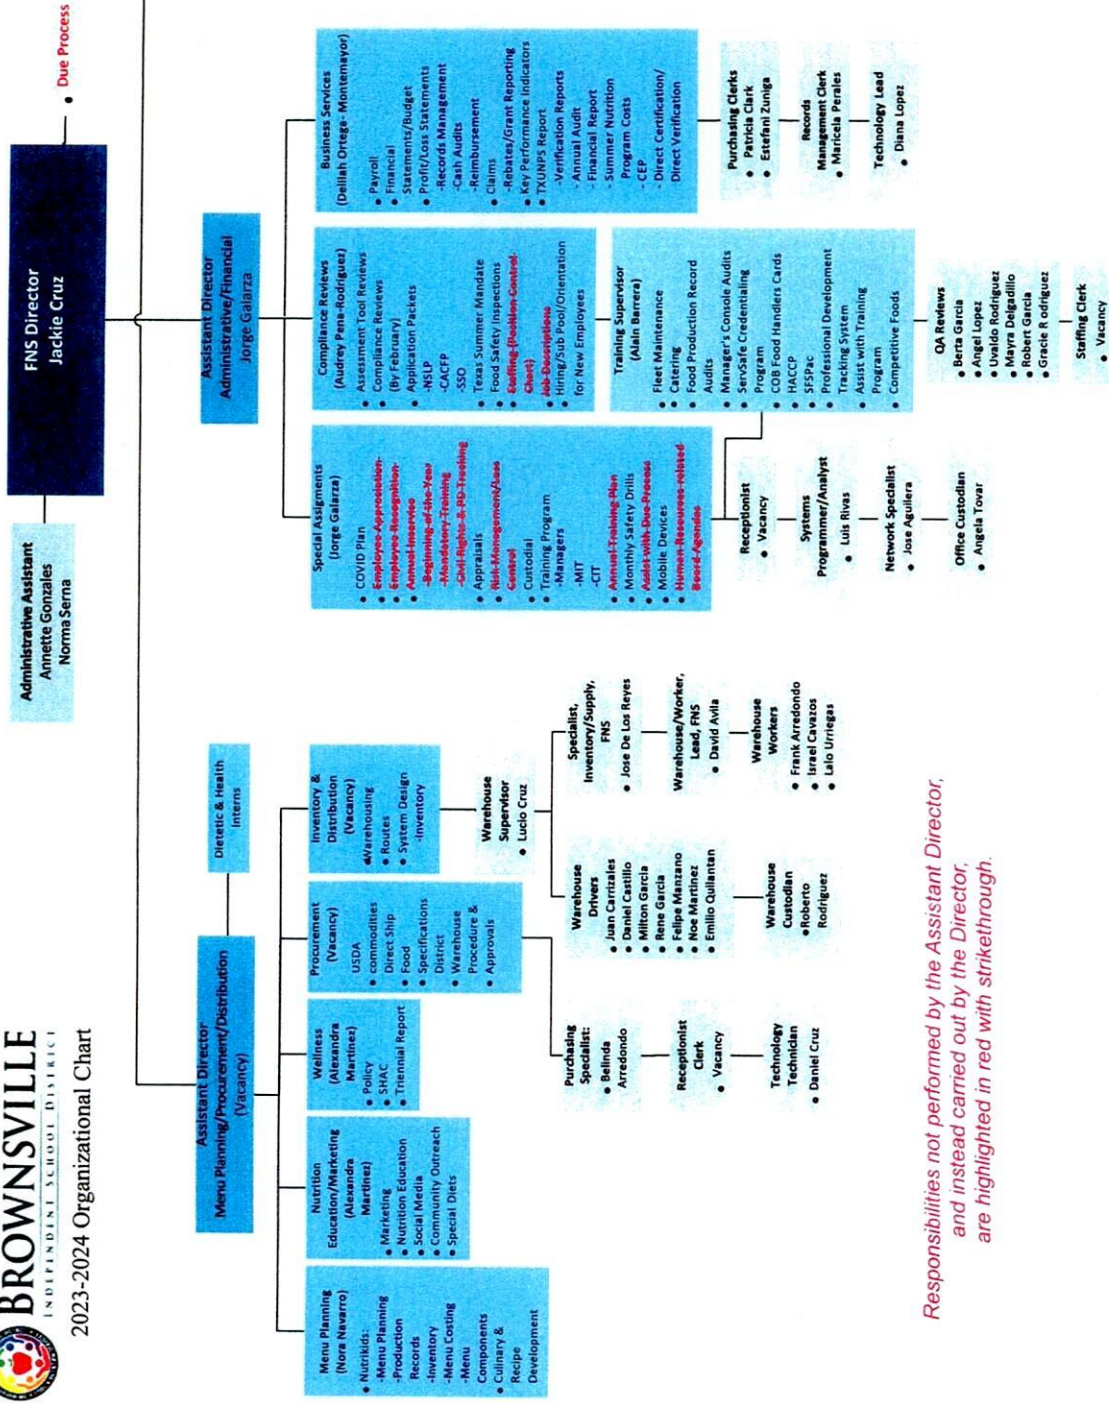 BROWNSVILLE
INDEPENDENT SCHOOL DISTRICT
2023-2024 Organizational Chart
Administrative Assistant
Annette Gonzales
Norma Serna
FNS Director
Jackie Cruz
• Due Process
Assistant Director
Menu Planning/Procurement/Distribution
(Vacancy)
Dietetic & Health
Interns
Menu Planning
(Nora Navarro)
• Nutrikids:
-Menu Planning
-Production
Records
-Inventory
-Menu Costing
-Menu
Components
• Culinary &
Recipe
Development
Nutrition
Education/Marketing
(Alexandra
Martinez)
• Marketing
• Nutrition Education
• Social Media
• Community Outreach
• Special Diets
Wellness
(Alexandra
Martinez)
• Policy
• SHAC
• Triennial Report
Procurement
(Vacancy)
USDA
• commodities
Direct Ship
• Food
• Specifications
District
• Warehouse
Procedure &
• Approvals
Inventory &
Distribution
(Vacancy)
• Warehousing
• Routes
• System Design
-Inventory
Purchasing
Specialist:
• Belinda
Arredondo
Receptionist
Clerk
• Vacancy
Technology
Technician
• Daniel Cruz
Warehouse
Supervisor
• Lucio Cruz
Warehouse
Drivers
• Juan Carrizales
• Daniel Castillo
• Milton Garcia
• Rene Garcia
• Felipe Manzano
• Noe Martinez
• Emilio Quilantan
Warehouse
Custodian
• Roberto
Rodriguez
Specialist,
Inventory/Supply,
FNS
• Jose De Los Reyes
Warehouse/Worker,
Lead, FNS
• David Avila
Warehouse
Workers
• Frank Arredondo
• Israel Cavazos
• Lalo Urriegas
Assistant Director
Administrative/Financial
Jorge Galarza
Special Assigments
(Jorge Galarza)
• COVID Plan
• Employee Appreciation
• Employee Recognition
• Annual Inservice
-Beginning of the Year
-Mandatory Training
-Civil Rights & PD Tracking
• Appraisals
• Risk Management/Loss
Control
• Custodial
• Training Program
-Managers
-MIT
-CIT
• Annual Training Plan
• Monthly Safety Drills
• Assist with Due Process
• Mobile Devices
• Human Resources related
Board Agendas
Receptionist
• Vacancy
Systems
Programmer/Analyst
• Luis Rivas
Network Specialist
• Jose Aguilera
Office Custodian
• Angela Tovar
Compliance Reviews
(Audrey Pena-Rodriguez)
• Assessment Tool Reviews
• Compliance Reviews
(By February)
• Application Packets
-NSLP
-CACFP
-SSO
• Texas Summer Mandate
• Food Safety Inspections
• Staffing (Position Control
Chart)
• Job Descriptions
• Hiring/Sub Pool/Orientation
for New Employees
Training Supervisor
(Alain Barrera)
• Fleet Maintenance
• Catering
• Food Production Record
Audits
• Manager's Console Audits
• ServSafe Credentialing
Program
• COB Food Handlers Cards
• HACCP
• SFSPac
• Professional Development
Tracking System
• Assist with Training
Program
• Competitive Foods
QA Reviews
• Berta Garcia
• Angel Lopez
• Uvaldo Rodriguez
• Mayra Delgadillo
• Robert Garcia
• Gracie Rodriguez
Staffing Clerk
• Vacancy
Business Services
(Delilah Ortega- Montemayor)
• Payroll
• Financial
Statements/Budget
• Profit/Loss Statements
-Records Management
-Cash Audits
-Reimbursement
• Claims
-Rebates/Grant Reporting
• Key Performance Indicators
• TXUNPS Report
-Verification Reports
- Annual Audit
- Financial Report
- Summer Nutrition
Program Costs
- CEP
- Direct Certification/
Direct Verification
Purchasing Clerks
• Patricia Clark
• Estefani Zuniga
Records
Management Clerk
• Maricela Perales
Technology Lead
• Diana Lopez
Responsibilities not performed by the Assistant Director,
and instead carried out by the Director,
are highlighted in red with strikethrough.